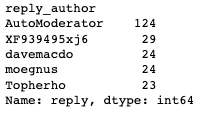 reply_author
AutoModerator    124
XF939495xj6       29
davemacdo         24
moegnus           24
Topherho          23
Name: reply, dtype: int64